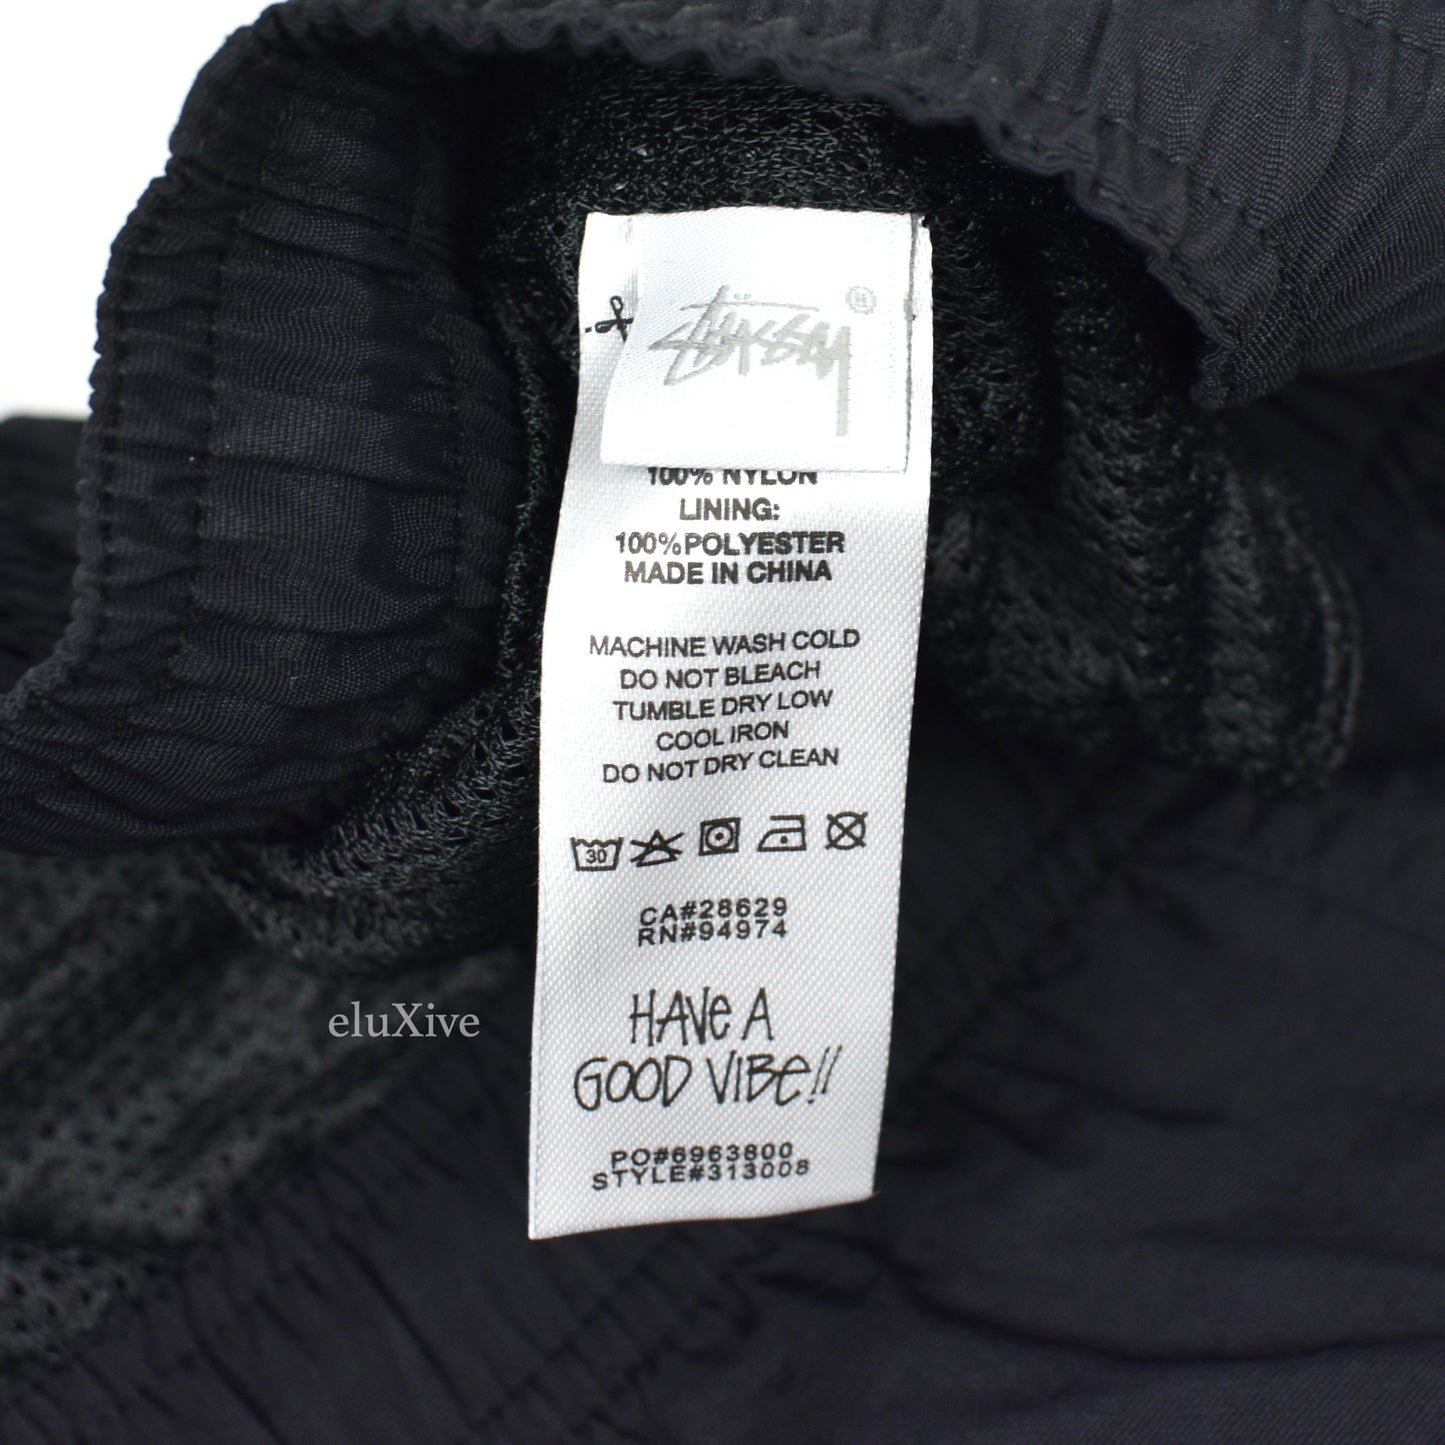 Stüssy ®
100% NYLON
LINING:
100%POLYESTER
MADE IN CHINA
MACHINE WASH COLD
DO NOT BLEACH
TUMBLE DRY LOW
COOL IRON
DO NOT DRY CLEAN
30
CA#28629
RN#94974
HAVE A
GOOD VIBE!!
PO#6963800
STYLE#313008
eluXive